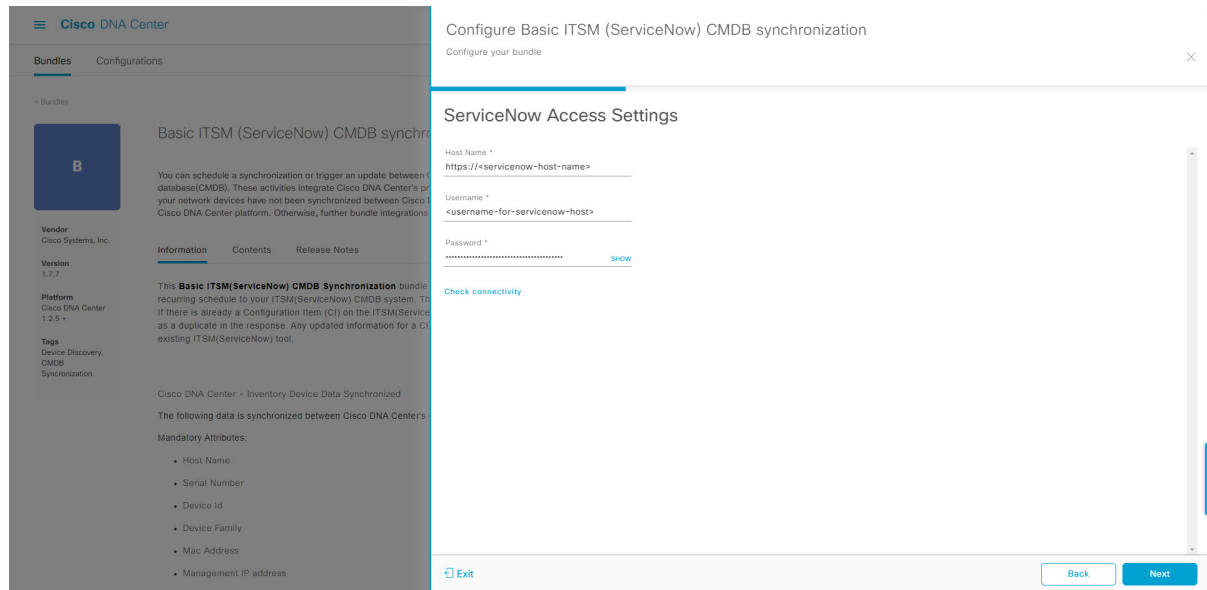 Cisco DNA Center
Bundles Configurations
< Bundles
B
Vendor
Cisco Systems, Inc.
Version
1.7.7
Platform
Cisco DNA Center
1.2.5 +
Tags
Device Discovery,
CMDB
Syncronization
Basic ITSM (ServiceNow) CMDB synchro
You can schedule a synchronization or trigger an update between
database(CMDB). These activities integrate Cisco DNA Center's pr
your network devices have not been synchronized between Cisco
Cisco DNA Center platform. Otherwise, further bundle integrations
Information Contents Release Notes
This Basic ITSM(ServiceNow) CMDB Synchronization bundle
recurring schedule to your ITSM(ServiceNow) CMDB system. Th
If there is already a Configuration Item (CI) on the ITSM(Service
as a duplicate in the response. Any updated information for a CI
existing ITSM(ServiceNow) tool.
Cisco DNA Center - Inventory Device Data Synchronized
The following data is synchronized between Cisco DNA Center's
Mandatory Attributes:
• Host Name
• Serial Number
• Device Id
• Device Family
• Mac Address
• Management IP address
Configure Basic ITSM (ServiceNow) CMDB synchronization
Configure your bundle
ServiceNow Access Settings
Host Name *
https://<servicenow-host-name>
Username *
<username-for-servicenow-host>
Password *
SHOW
Check connectivity
Exit Back Next